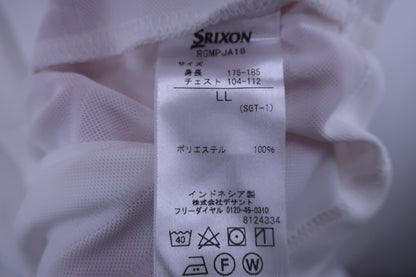 SRIXON
RGMPJA18
サイズ
身長 175-185
チェスト 104-112
LL
(SGT-1)
ポリエステル 100%
インドネシア製
株式会社デサント
フリーダイヤル 0120-46-0310
8124334
40
F W